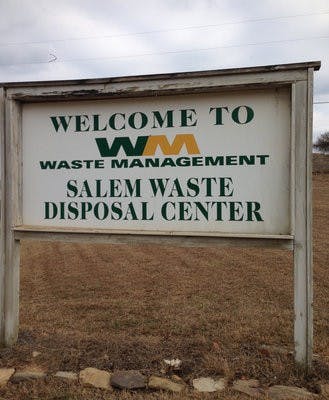 WELCOME TO
WM
WASTE MANAGEMENT
SALEM WASTE
DISPOSAL CENTER